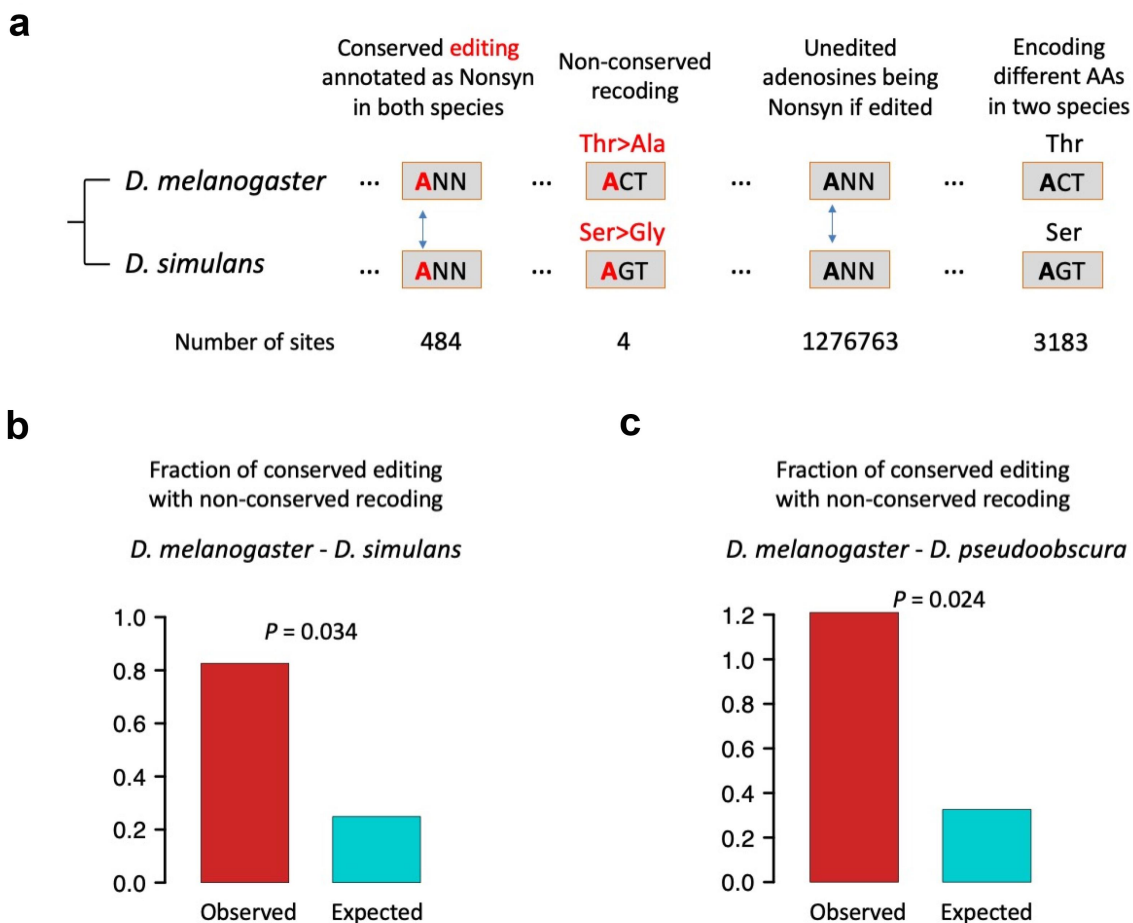 a
Conserved editing
annotated as Nonsyn
in both species
Non-conserved
recoding
Unedited
adenosines being
Nonsyn if edited
Encoding
different AAs
in two species
Thr>Ala
Thr
D. melanogaster ... ANN ... ACT ... ANN ... ACT
Ser>Gly
Ser
D. simulans ... ANN ... AGT ... ANN ... AGT
Number of sites 484 4 1276763 3183
b
Fraction of conserved editing
with non-conserved recoding
D. melanogaster - D. simulans
P = 0.034
1.0
0.8
0.6
0.4
0.2
0.0
Observed Expected
c
Fraction of conserved editing
with non-conserved recoding
D. melanogaster - D. pseudoobscura
P = 0.024
1.2
1.0
0.8
0.6
0.4
0.2
0.0
Observed Expected